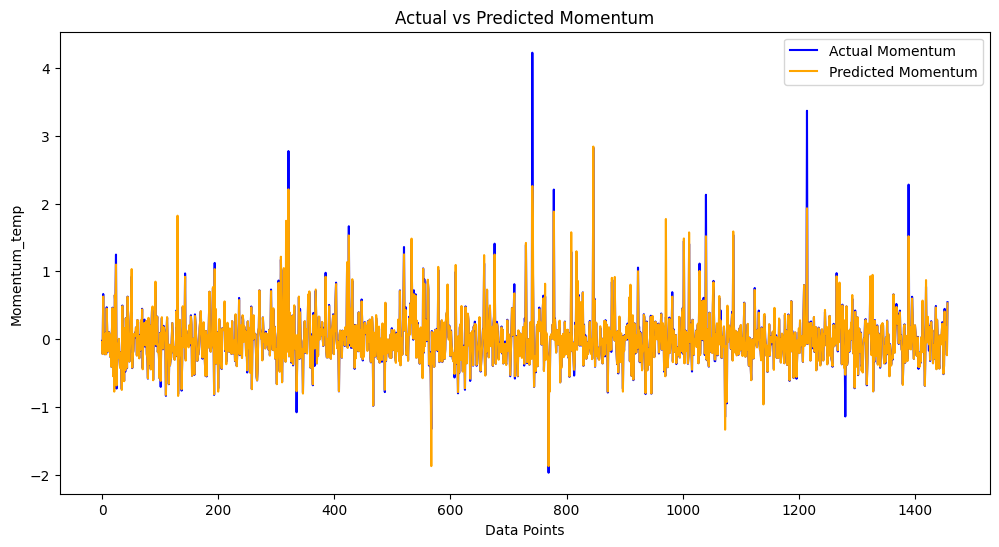 Actual vs Predicted Momentum
Actual Momentum
Predicted Momentum
4
3
2
1
0
−1
−2
Momentum_temp
0 200 400 600 800 1000 1200 1400
Data Points